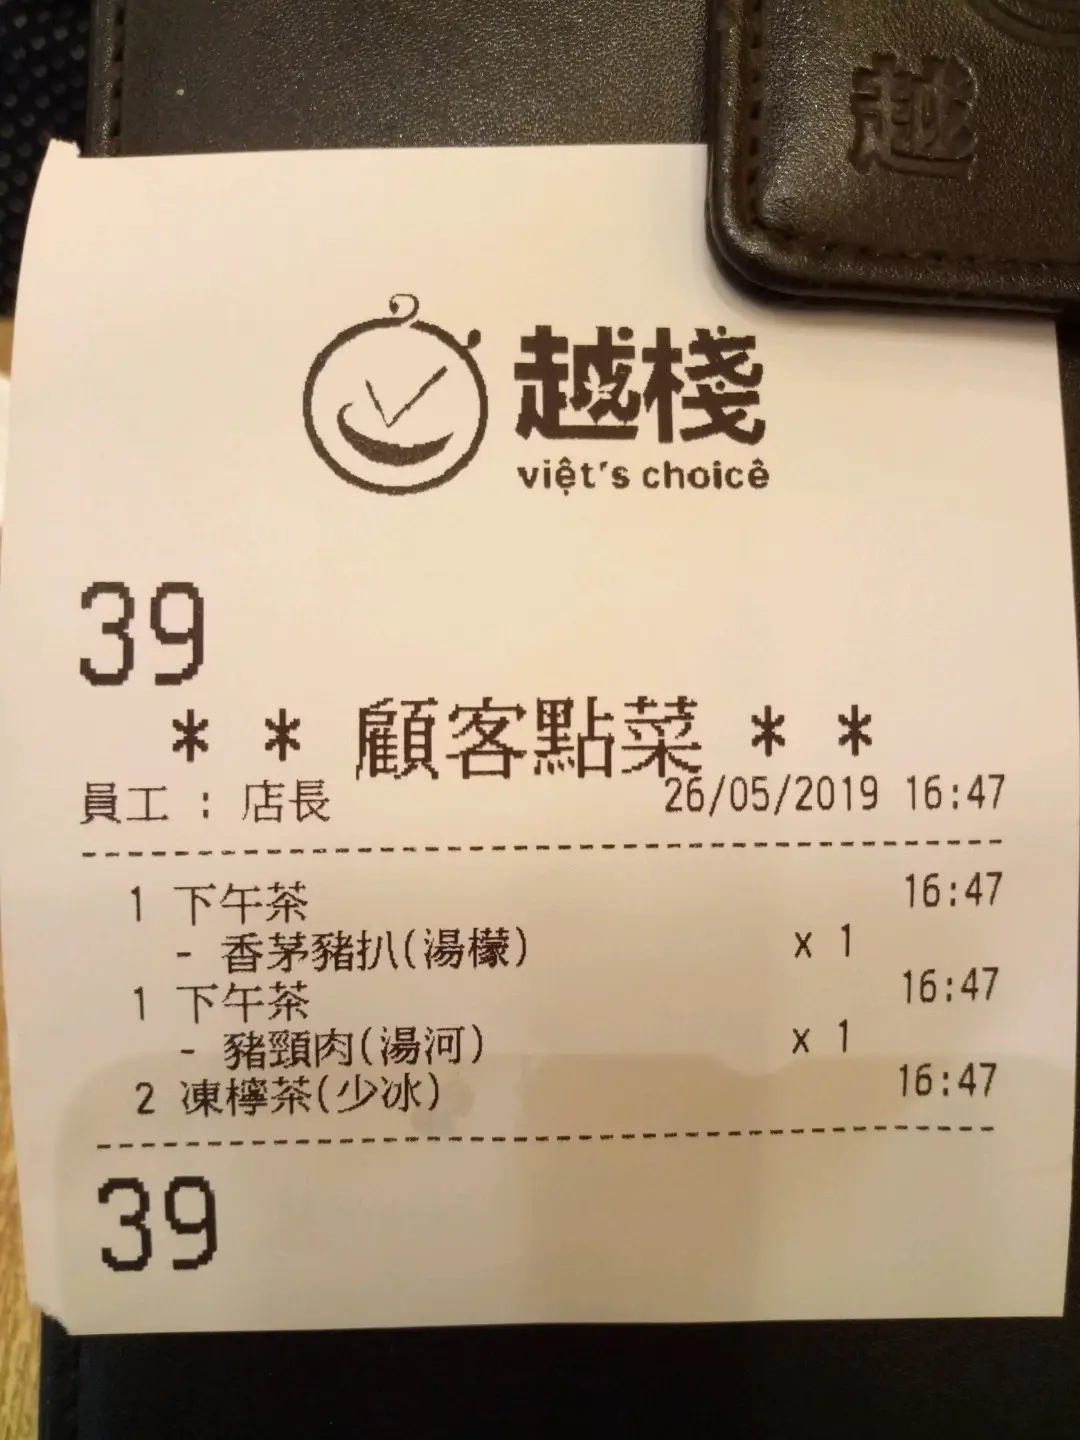 越
越棧
việt's choicê
39
* * 顧客點菜 * *
員工 : 店長 26/05/2019 16:47
1 下午茶 16:47
- 香茅豬扒(湯檬) x 1
1 下午茶 16:47
- 豬頸肉(湯河) x 1
2 凍檸茶(少冰) 16:47
39